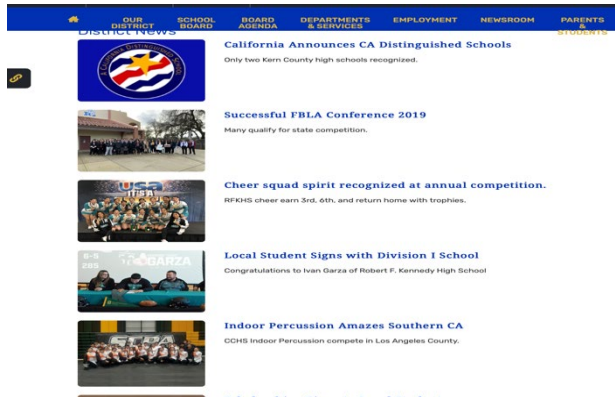 OUR DISTRICT
SCHOOL BOARD
BOARD AGENDA
DEPARTMENTS & SERVICES
EMPLOYMENT
NEWSROOM
PARENTS & STUDENTS
District News
California Announces CA Distinguished Schools
Only two Kern County high schools recognized.
Successful FBLA Conference 2019
Many qualify for state competition.
Cheer squad spirit recognized at annual competition.
RFKHS cheer earn 3rd, 6th, and return home with trophies.
USA
GARZA
Local Student Signs with Division I School
Congratulations to Ivan Garza of Robert F. Kennedy High School
Indoor Percussion Amazes Southern CA
CCHS Indoor Percussion compete in Los Angeles County.